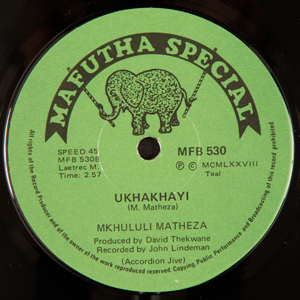 MAFUTHA SPECIAL
SPEED 45
MFB 530B
Laetrec M.
Time: 2.57
MFB 530
Ⓟ © MCMLXXVIII
Teal
UKHAKHAYI
(M. Matheza)
MKHULULI MATHEZA
Produced by David Thekwane
Recorded by John Lindeman
(Accordion Jive)
All rights of the Record Producer and of the owner of the work reproduced reserved. Copying Public Performance and Broadcasting of this record prohibited